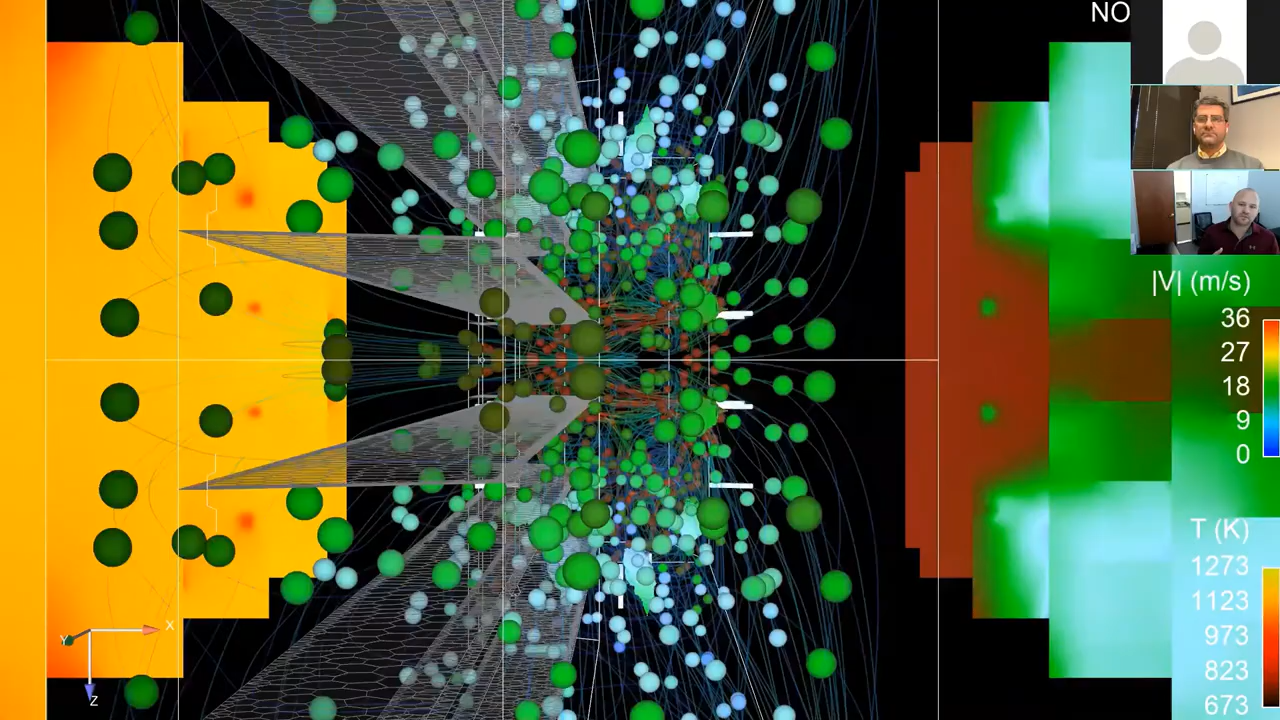 NO
|V| (m/s)
36
27
18
9
0
T (K)
1273
1123
973
823
673
X
Y
Z